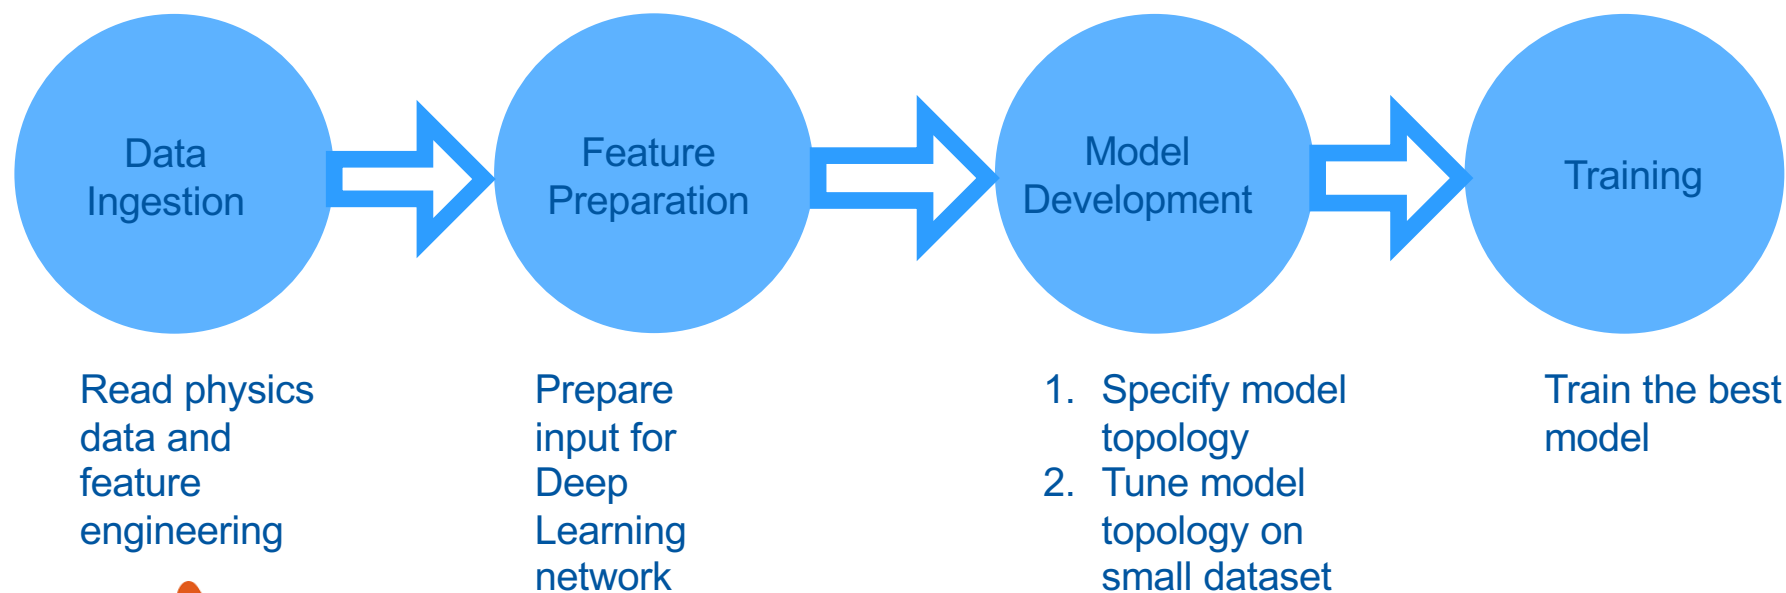 Data
Ingestion
Feature
Preparation
Model
Development
Training
Read physics
data and
feature
engineering
Prepare
input for
Deep
Learning
network
1. Specify model
topology
2. Tune model
topology on
small dataset
Train the best
model